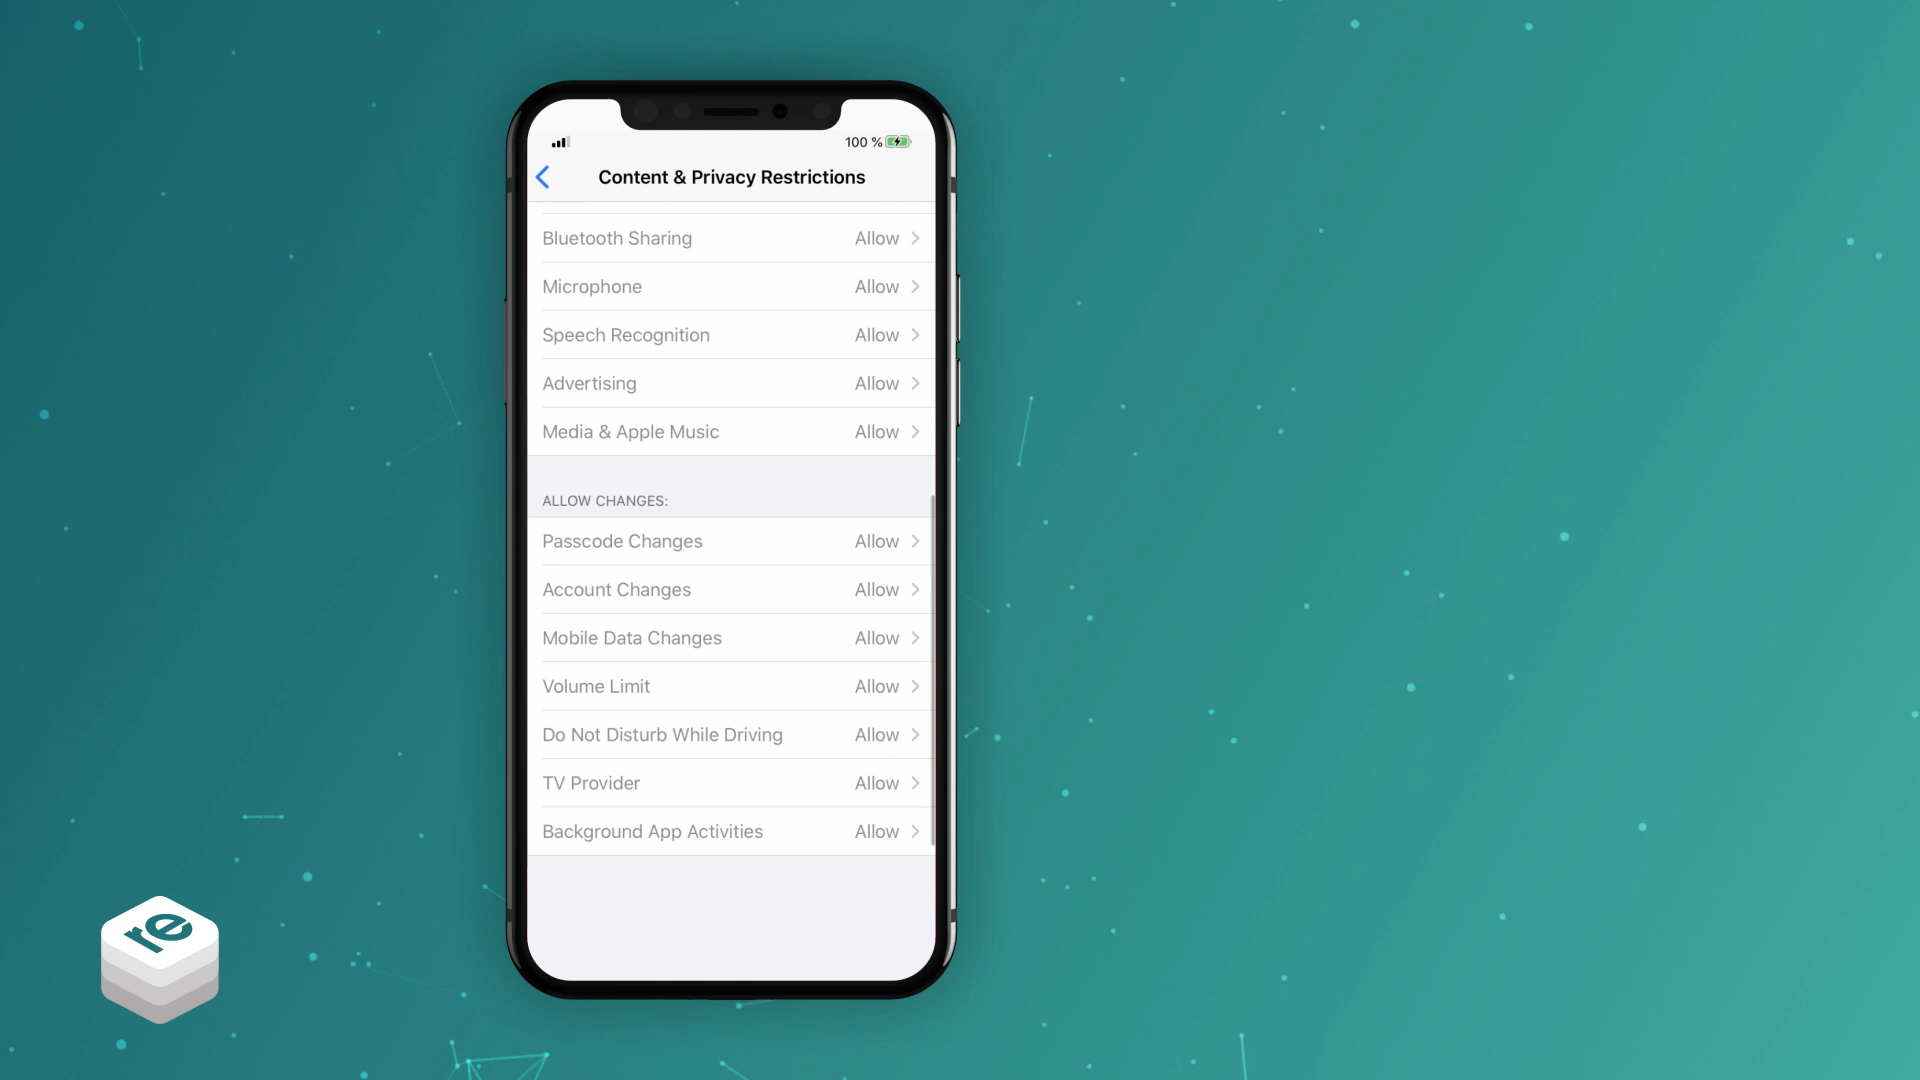 100 %
Content & Privacy Restrictions
Bluetooth Sharing Allow
Microphone Allow
Speech Recognition Allow
Advertising Allow
Media & Apple Music Allow
ALLOW CHANGES:
Passcode Changes Allow
Account Changes Allow
Mobile Data Changes Allow
Volume Limit Allow
Do Not Disturb While Driving Allow
TV Provider Allow
Background App Activities Allow
re